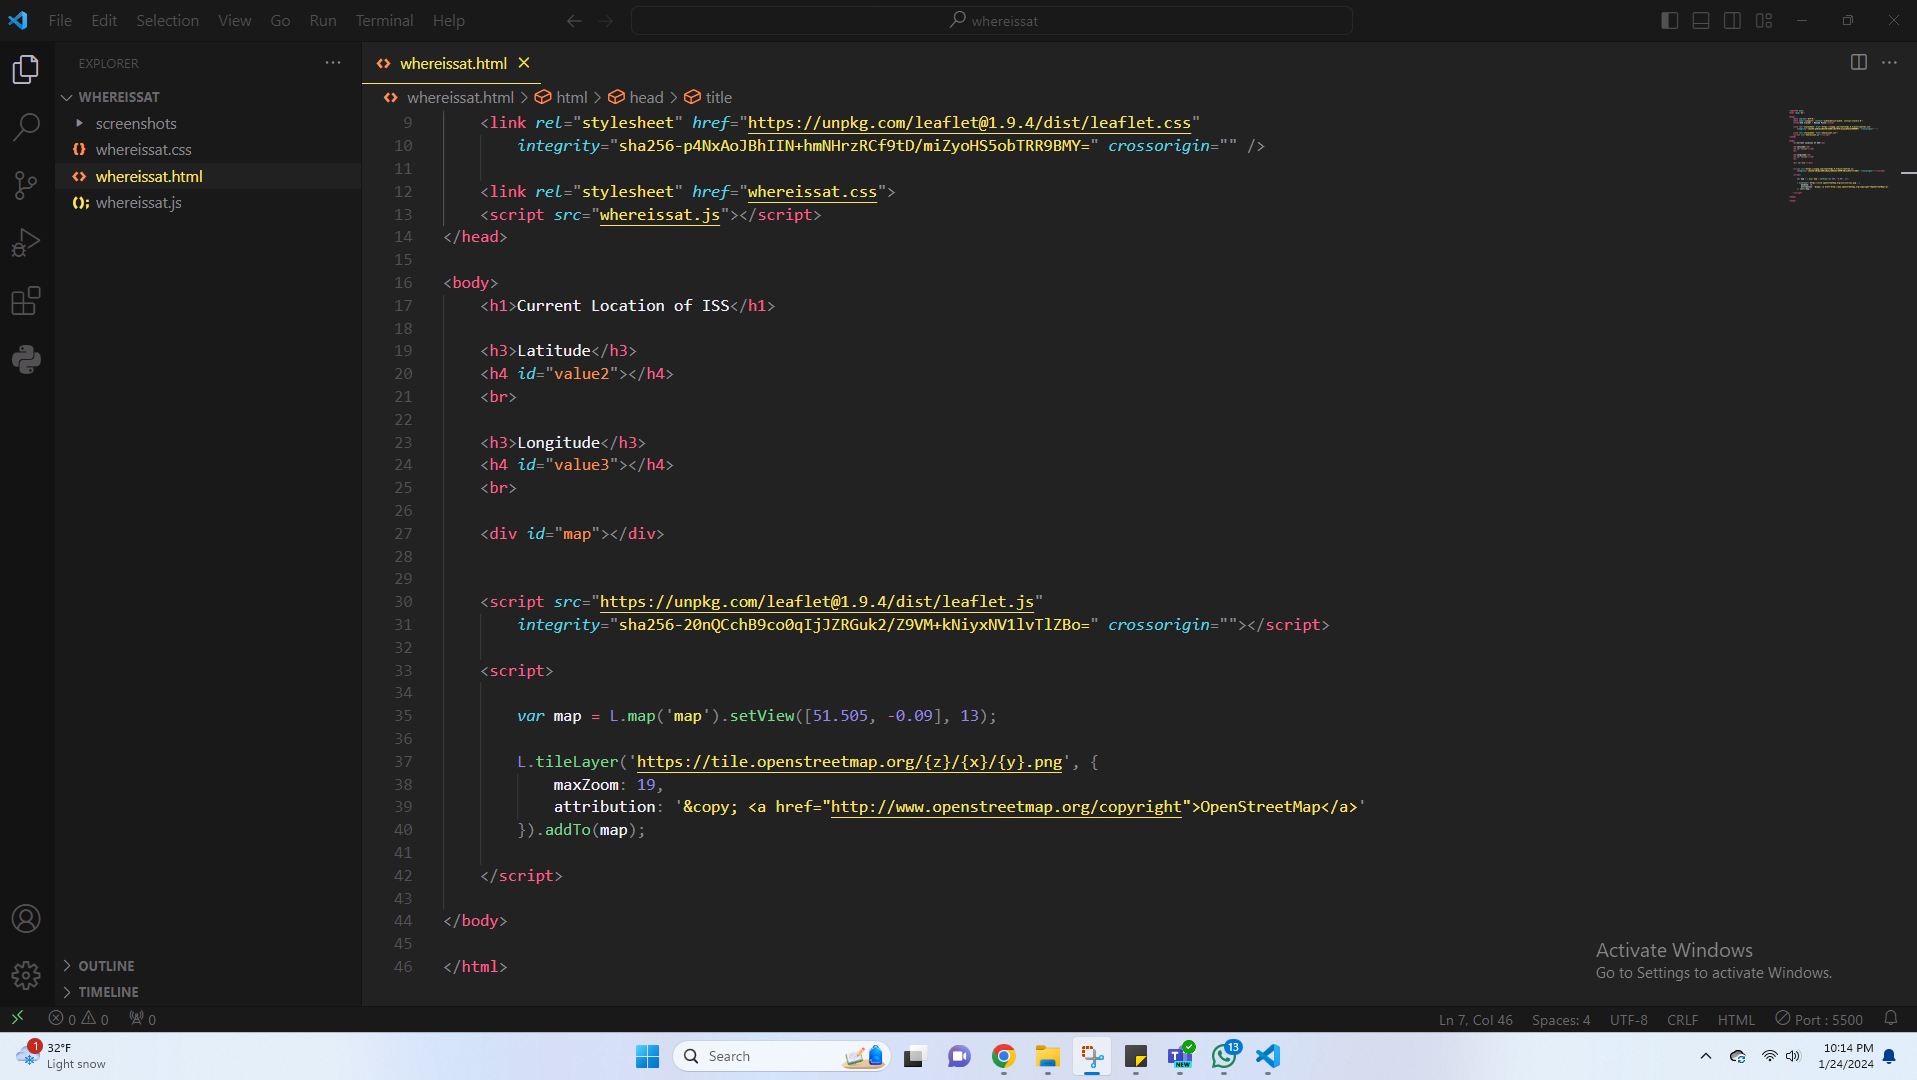 File Edit Selection View Go Run Terminal Help
whereissat
EXPLORER
WHEREISSAT
screenshots
whereissat.css
whereissat.html
whereissat.js
OUTLINE
TIMELINE
whereissat.html
whereissat.html > html > head > title
9 <link rel="stylesheet" href="https://unpkg.com/leaflet@1.9.4/dist/leaflet.css"
10 integrity="sha256-p4NxAoJBhIIN+hmNHrzRCf9tD/miZyoHS5obTRR9BMY=" crossorigin="" />
11
12 <link rel="stylesheet" href="whereissat.css">
13 <script src="whereissat.js"></script>
14 </head>
15
16 <body>
17 <h1>Current Location of ISS</h1>
18
19 <h3>Latitude</h3>
20 <h4 id="value2"></h4>
21 <br>
22
23 <h3>Longitude</h3>
24 <h4 id="value3"></h4>
25 <br>
26
27 <div id="map"></div>
28
29
30 <script src="https://unpkg.com/leaflet@1.9.4/dist/leaflet.js"
31 integrity="sha256-20nQCchB9co0qIjJZRGuk2/Z9VM+kNiyxNV1lvTlZBo=" crossorigin=""></script>
32
33 <script>
34
35 var map = L.map('map').setView([51.505, -0.09], 13);
36
37 L.tileLayer('https://tile.openstreetmap.org/{z}/{x}/{y}.png', {
38 maxZoom: 19,
39 attribution: '&copy; <a href="http://www.openstreetmap.org/copyright">OpenStreetMap</a>'
40 }).addTo(map);
41
42 </script>
43
44 </body>
45
46 </html>
Activate Windows
Go to Settings to activate Windows.
0 0 0
Ln 7, Col 46 Spaces: 4 UTF-8 CRLF HTML Port : 5500
1
32°F
Light snow
Search
NEW
13
10:14 PM
1/24/2024